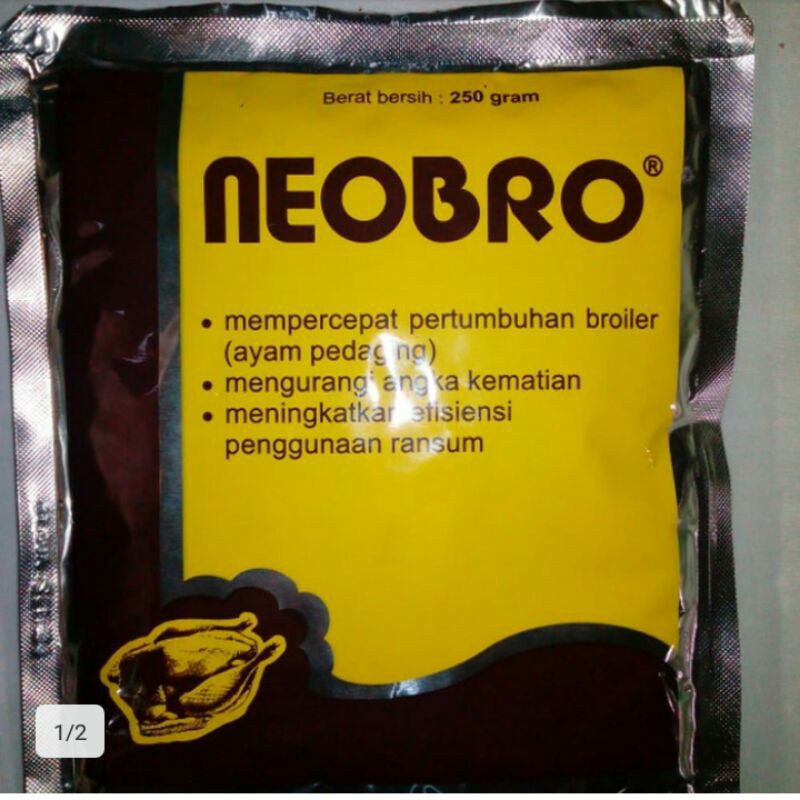 Berat bersih : 250 gram
NEOBRO®
• mempercepat pertumbuhan broiler
(ayam pedaging)
• mengurangi angka kematian
• meningkatkan efisiensi
penggunaan ransum
1/2